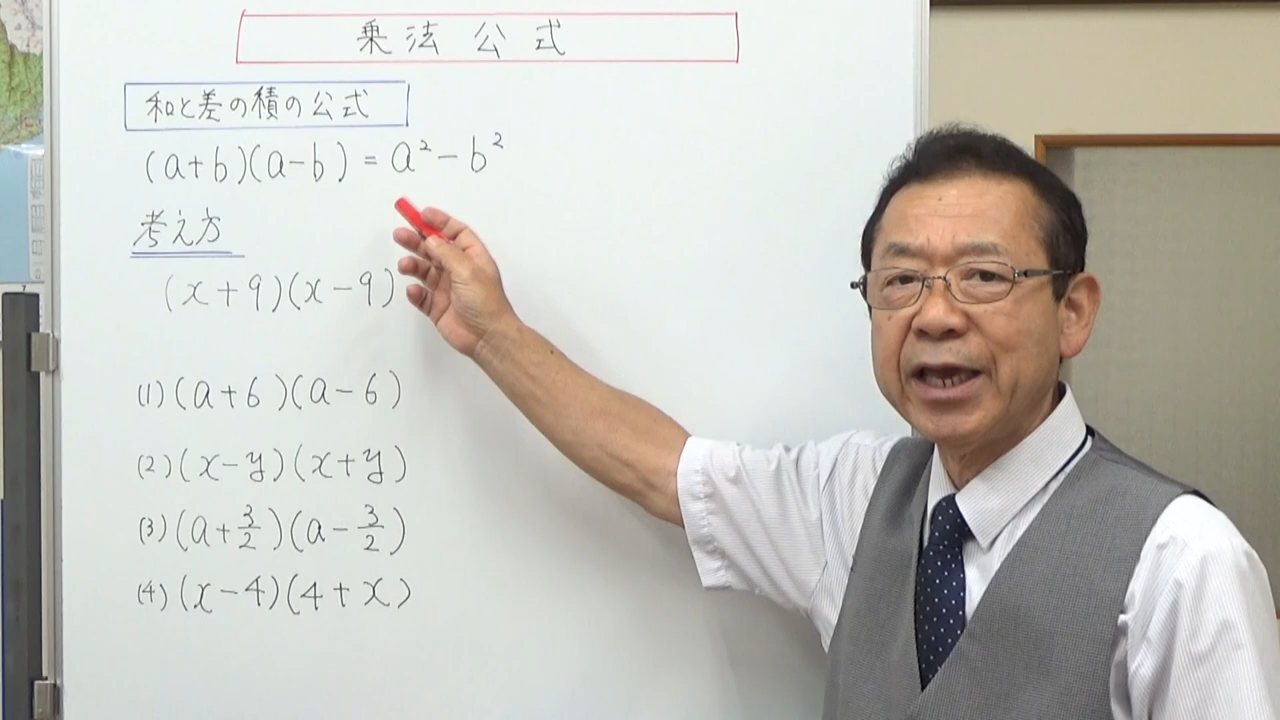 乗法公式
和と差の積の公式
(a+b)(a-b) = a² - b²
考え方
(x+9)(x-9)
(1) (a+6)(a-6)
(2) (x-y)(x+y)
(3) (a+3/2)(a-3/2)
(4) (x-4)(4+x)